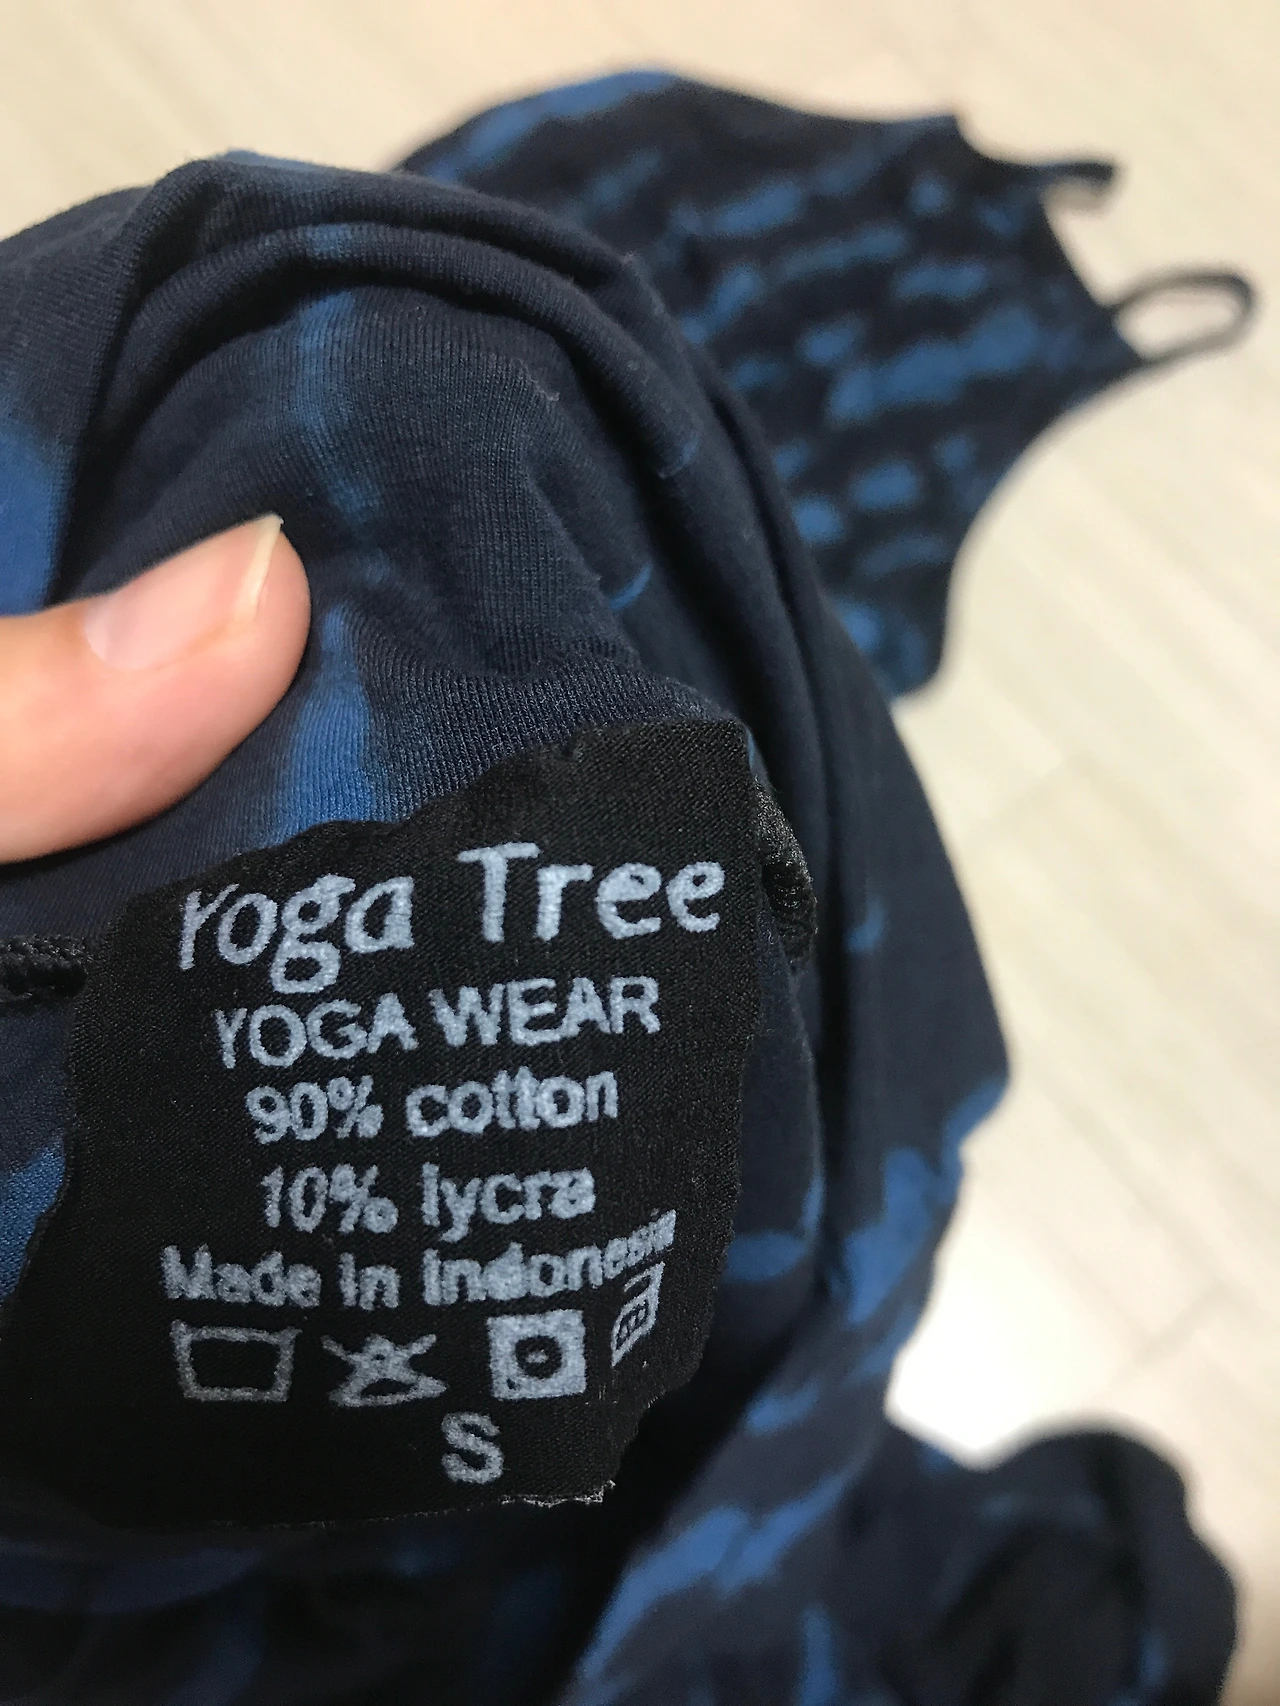 Yoga Tree
YOGA WEAR
90% cotton
10% lycra
Made in Indonesia
S